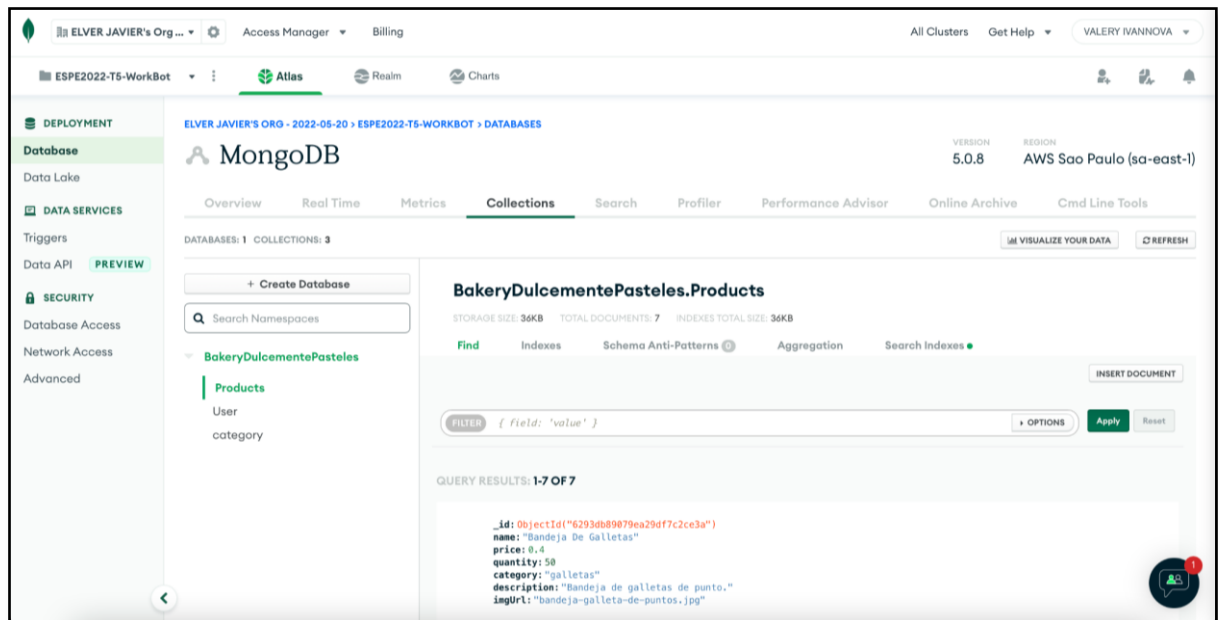 ELVER JAVIER's Org ... Access Manager Billing All Clusters Get Help VALERY IVANNOVA
ESPE2022-T5-WorkBot Atlas Realm Charts
DEPLOYMENT
Database
Data Lake
DATA SERVICES
Triggers
Data API PREVIEW
SECURITY
Database Access
Network Access
Advanced
ELVER JAVIER'S ORG - 2022-05-20 > ESPE2022-T5-WORKBOT > DATABASES
MongoDB
VERSION REGION
5.0.8 AWS Sao Paulo (sa-east-1)
Overview Real Time Metrics Collections Search Profiler Performance Advisor Online Archive Cmd Line Tools
DATABASES: 1 COLLECTIONS: 3
VISUALIZE YOUR DATA REFRESH
+ Create Database
Search Namespaces
BakeryDulcementePasteles
Products
User
category
BakeryDulcementePasteles.Products
STORAGE SIZE: 36KB TOTAL DOCUMENTS: 7 INDEXES TOTAL SIZE: 36KB
Find Indexes Schema Anti-Patterns 0 Aggregation Search Indexes
INSERT DOCUMENT
FILTER { field: 'value' } OPTIONS Apply Reset
QUERY RESULTS: 1-7 OF 7
_id: ObjectId("6293db89079ea29df7c2ce3a")
name: "Bandeja De Galletas"
price: 0.4
quantity: 50
category: "galletas"
description: "Bandeja de galletas de punto."
imgUrl: "bandeja-galleta-de-puntos.jpg"
1